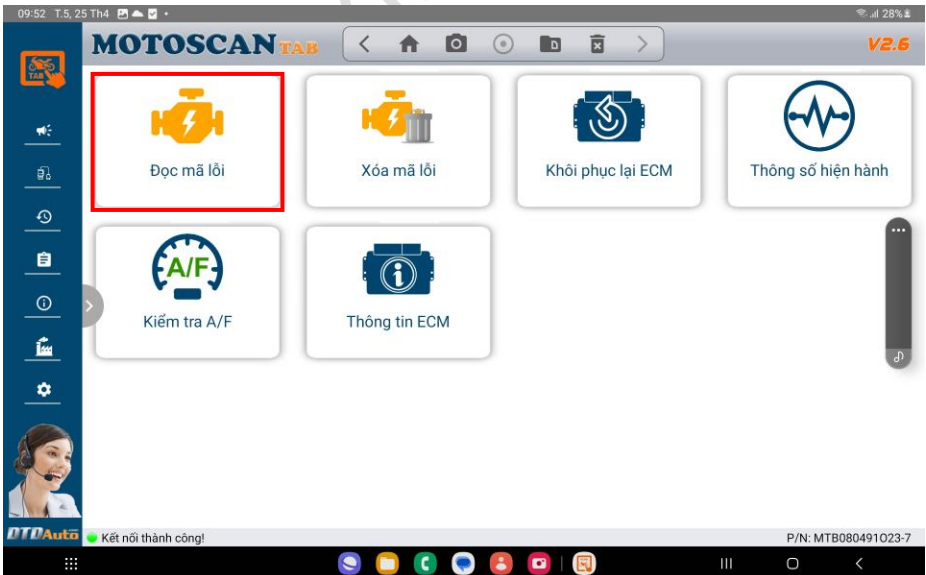 09:52 T.5, 25 Th4
28%
MOTOSCAN TAB
V2.6
TAB
Đọc mã lỗi
Xóa mã lỗi
Khôi phục lại ECM
Thông số hiện hành
A/F
Kiểm tra A/F
Thông tin ECM
DTDAuto
Kết nối thành công!
P/N: MTB080491O23-7